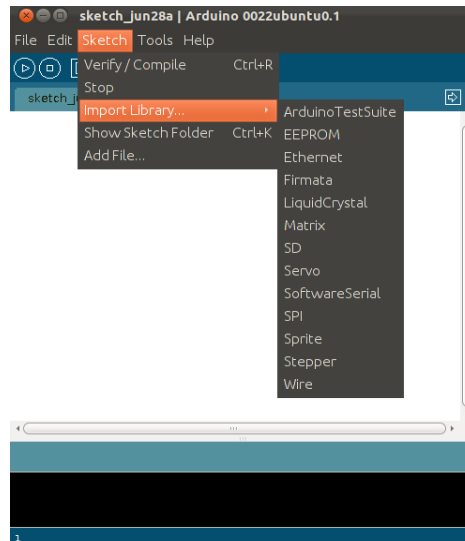 sketch_jun28a | Arduino 0022ubuntu0.1
File Edit Sketch Tools Help
Verify / Compile Ctrl+R
Stop
Import Library...
Show Sketch Folder Ctrl+K
Add File...
ArduinoTestSuite
EEPROM
Ethernet
Firmata
LiquidCrystal
Matrix
SD
Servo
SoftwareSerial
SPI
Sprite
Stepper
Wire
1